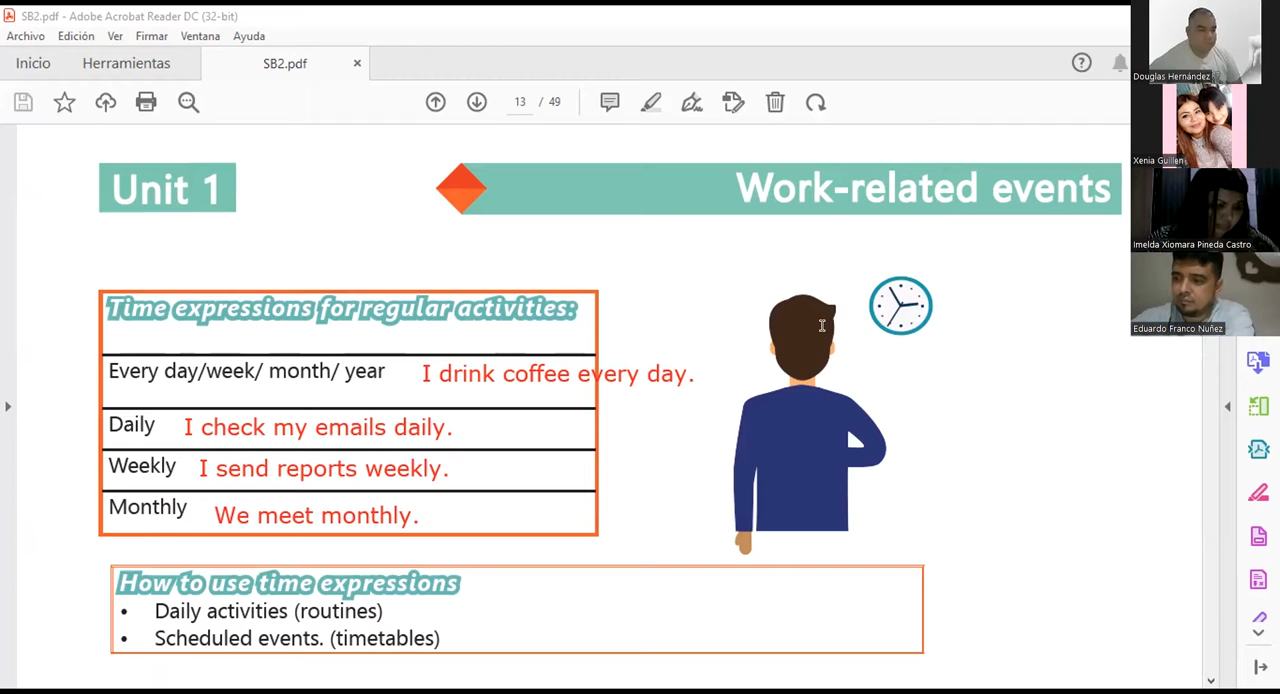 SB2.pdf - Adobe Acrobat Reader DC (32-bit)
Archivo Edición Ver Firmar Ventana Ayuda
Inicio Herramientas SB2.pdf ×
13 / 49
Unit 1
Work-related events
Time expressions for regular activities:
Every day/week/ month/ year I drink coffee every day.
Daily I check my emails daily.
Weekly I send reports weekly.
Monthly We meet monthly.
How to use time expressions
• Daily activities (routines)
• Scheduled events. (timetables)
Douglas Hernández
Xenia Guillen
Imelda Xiomara Pineda Castro
Eduardo Franco Nuñez